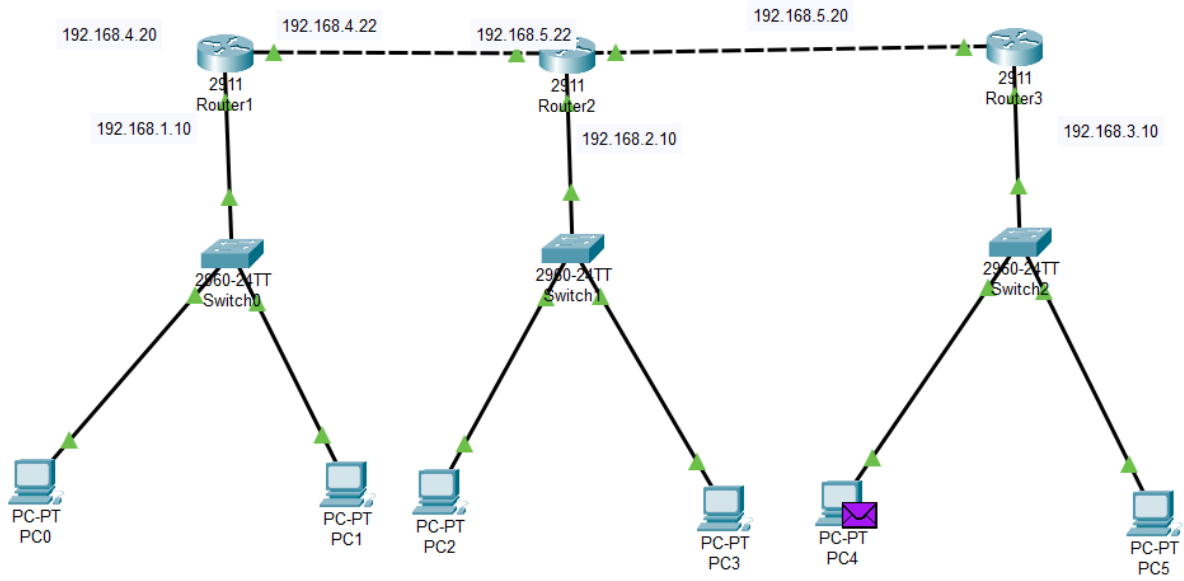 192.168.4.20
192.168.4.22
192.168.5.22
192.168.5.20
2911
Router1
2911
Router2
2911
Router3
192.168.1.10
192.168.2.10
192.168.3.10
2960-24TT
Switch0
2960-24TT
Switch1
2960-24TT
Switch2
PC-PT
PC0
PC-PT
PC1
PC-PT
PC2
PC-PT
PC3
PC-PT
PC4
PC-PT
PC5